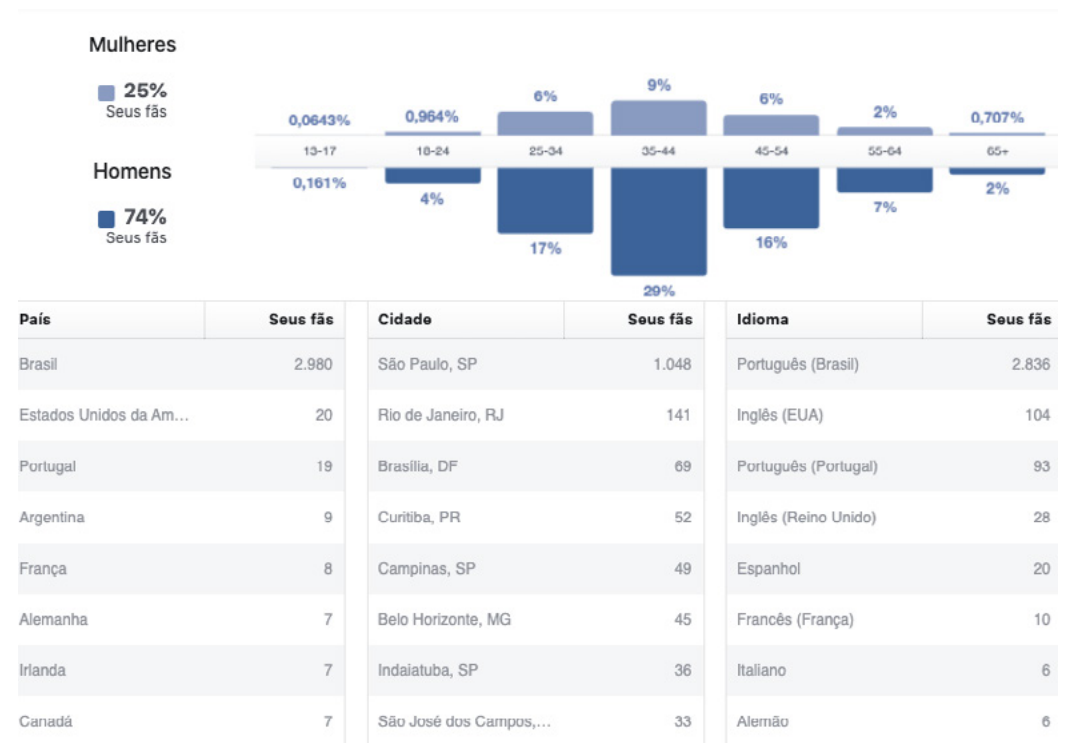 Mulheres
25%
Seus fãs
Homens
74%
Seus fãs
0,0643% 0,964% 6% 9% 6% 2% 0,707%
13-17 18-24 25-34 35-44 45-54 55-64 65+
0,161% 4% 17% 29% 16% 7% 2%
País Seus fãs Cidade Seus fãs Idioma Seus fãs
Brasil 2.980 São Paulo, SP 1.048 Português (Brasil) 2.836
Estados Unidos da Am... 20 Rio de Janeiro, RJ 141 Inglês (EUA) 104
Portugal 19 Brasília, DF 69 Português (Portugal) 93
Argentina 9 Curitiba, PR 52 Inglês (Reino Unido) 28
França 8 Campinas, SP 49 Espanhol 20
Alemanha 7 Belo Horizonte, MG 45 Francês (França) 10
Irlanda 7 Indaiatuba, SP 36 Italiano 6
Canadá 7 São José dos Campos,... 33 Alemão 6